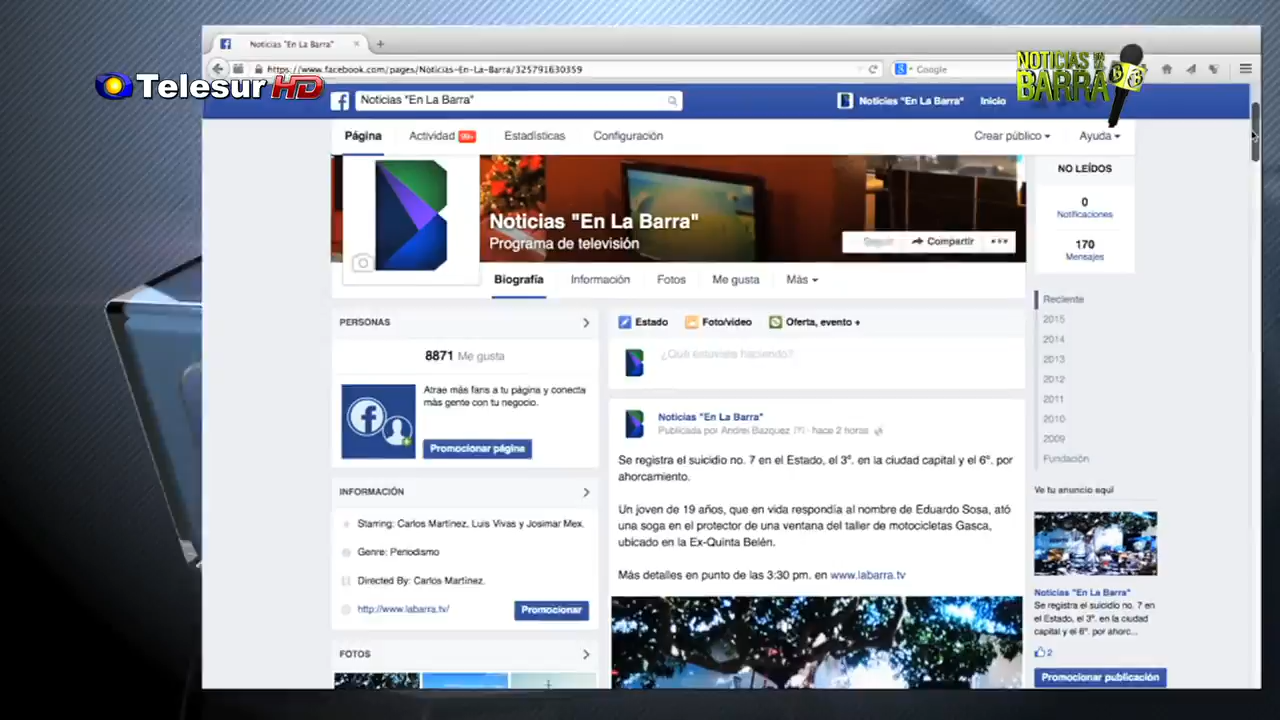 Noticias "En La Barra"
https://www.facebook.com/pages/Noticias-En-La-Barra/325791630359
Google
Telesur HD
NOTICIAS EN LA
BARRA
Noticias "En La Barra"
Noticias "En La Barra" Inicio
Página Actividad 99+ Estadísticas Configuración Crear público Ayuda
NO LEÍDOS
0
Notificaciones
170
Mensajes
Noticias "En La Barra"
Programa de televisión
Seguir Compartir
Biografía Información Fotos Me gusta Más
PERSONAS
8871 Me gusta
Atrae más fans a tu página y conecta
más gente con tu negocio.
Promocionar página
INFORMACIÓN
Starring: Carlos Martínez, Luis Vivas y Josimar Mex.
Genre: Periodismo
Directed By: Carlos Martínez.
http://www.labarra.tv/
Promocionar
FOTOS
Estado Foto/video Oferta, evento +
¿Qué estuviste haciendo?
Noticias "En La Barra"
Publicada por Andrei Bazquez [?] · hace 2 horas
Se registra el suicidio no. 7 en el Estado, el 3º. en la ciudad capital y el 6º. por
ahorcamiento.
Un joven de 19 años, que en vida respondía al nombre de Eduardo Sosa, ató
una soga en el protector de una ventana del taller de motocicletas Gasca,
ubicado en la Ex-Quinta Belén.
Más detalles en punto de las 3:30 pm. en www.labarra.tv
Reciente
2015
2014
2013
2012
2011
2010
2009
Fundación
Ve tu anuncio aquí
Noticias "En La Barra"
Se registra el suicidio no. 7 en
el Estado, el 3º. en la ciudad
capital y el 6º. por ahorc...
2
Promocionar publicación